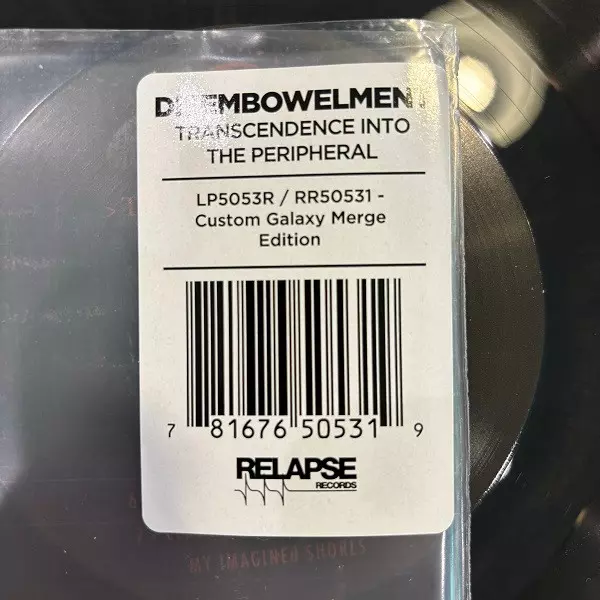 DISEMBOWELMENT
TRANSCENDENCE INTO
THE PERIPHERAL
LP5053R / RR50531 -
Custom Galaxy Merge
Edition
7 81676 50531 9
RELAPSE
RECORDS
MY IMAGINED SHORES